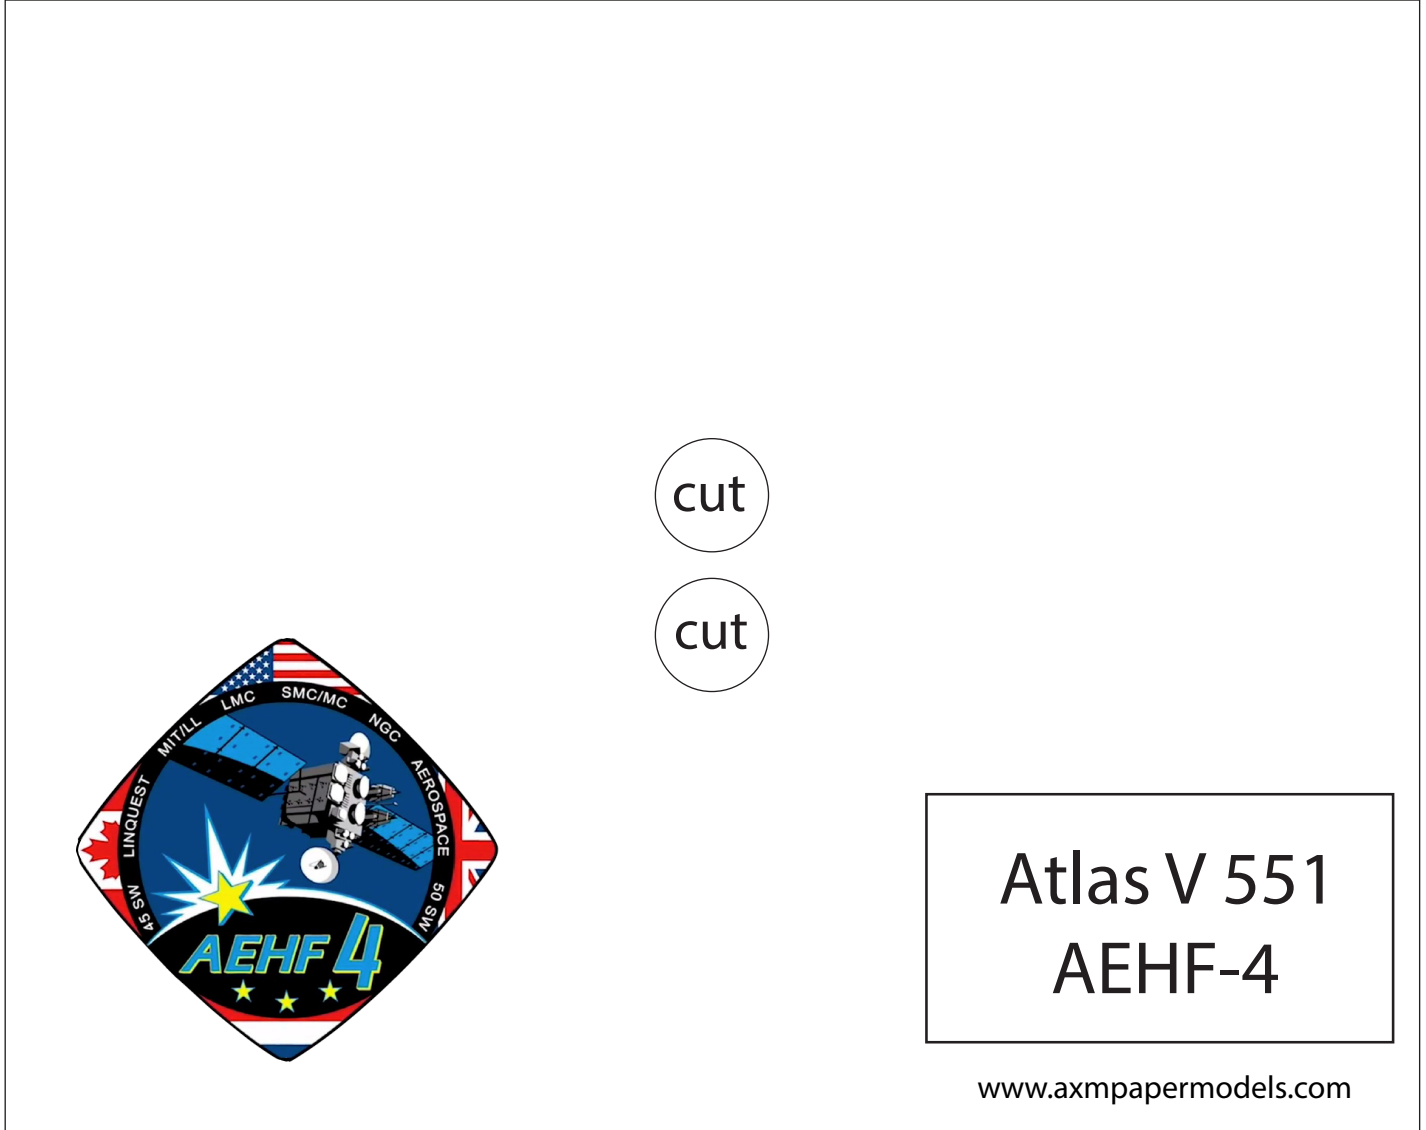 cut
cut
45 SW LINQUEST MIT/LL LMC SMC/MC NGC AEROSPACE 50 SW
AEHF 4
Atlas V 551
AEHF-4
www.axmpapermodels.com